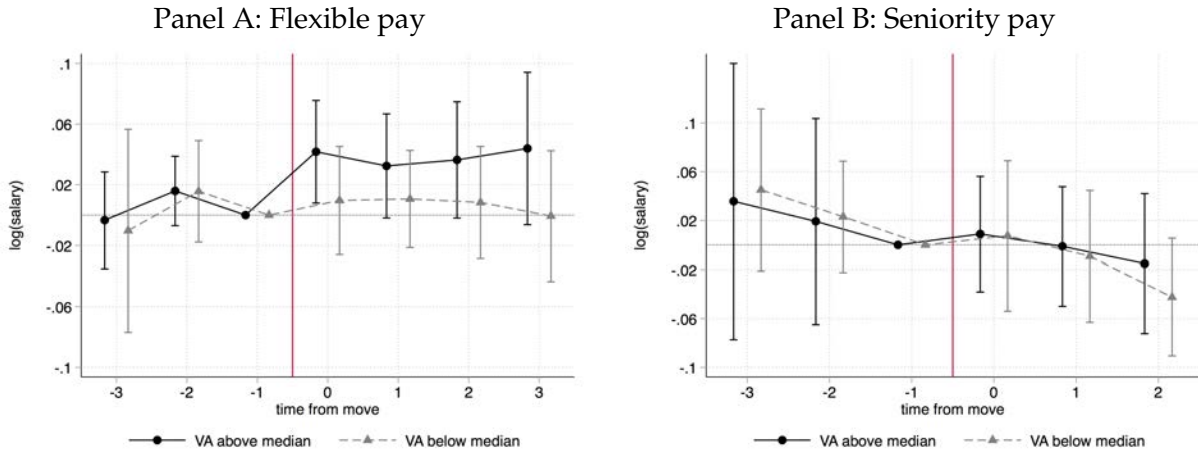 Panel A: Flexible pay
.1
.06
.02
-.02
-.06
-.1
log(salary)
-3 -2 -1 0 1 2 3
time from move
VA above median VA below median
Panel B: Seniority pay
.1
.06
.02
-.02
-.06
-.1
log(salary)
-3 -2 -1 0 1 2
time from move
VA above median VA below median